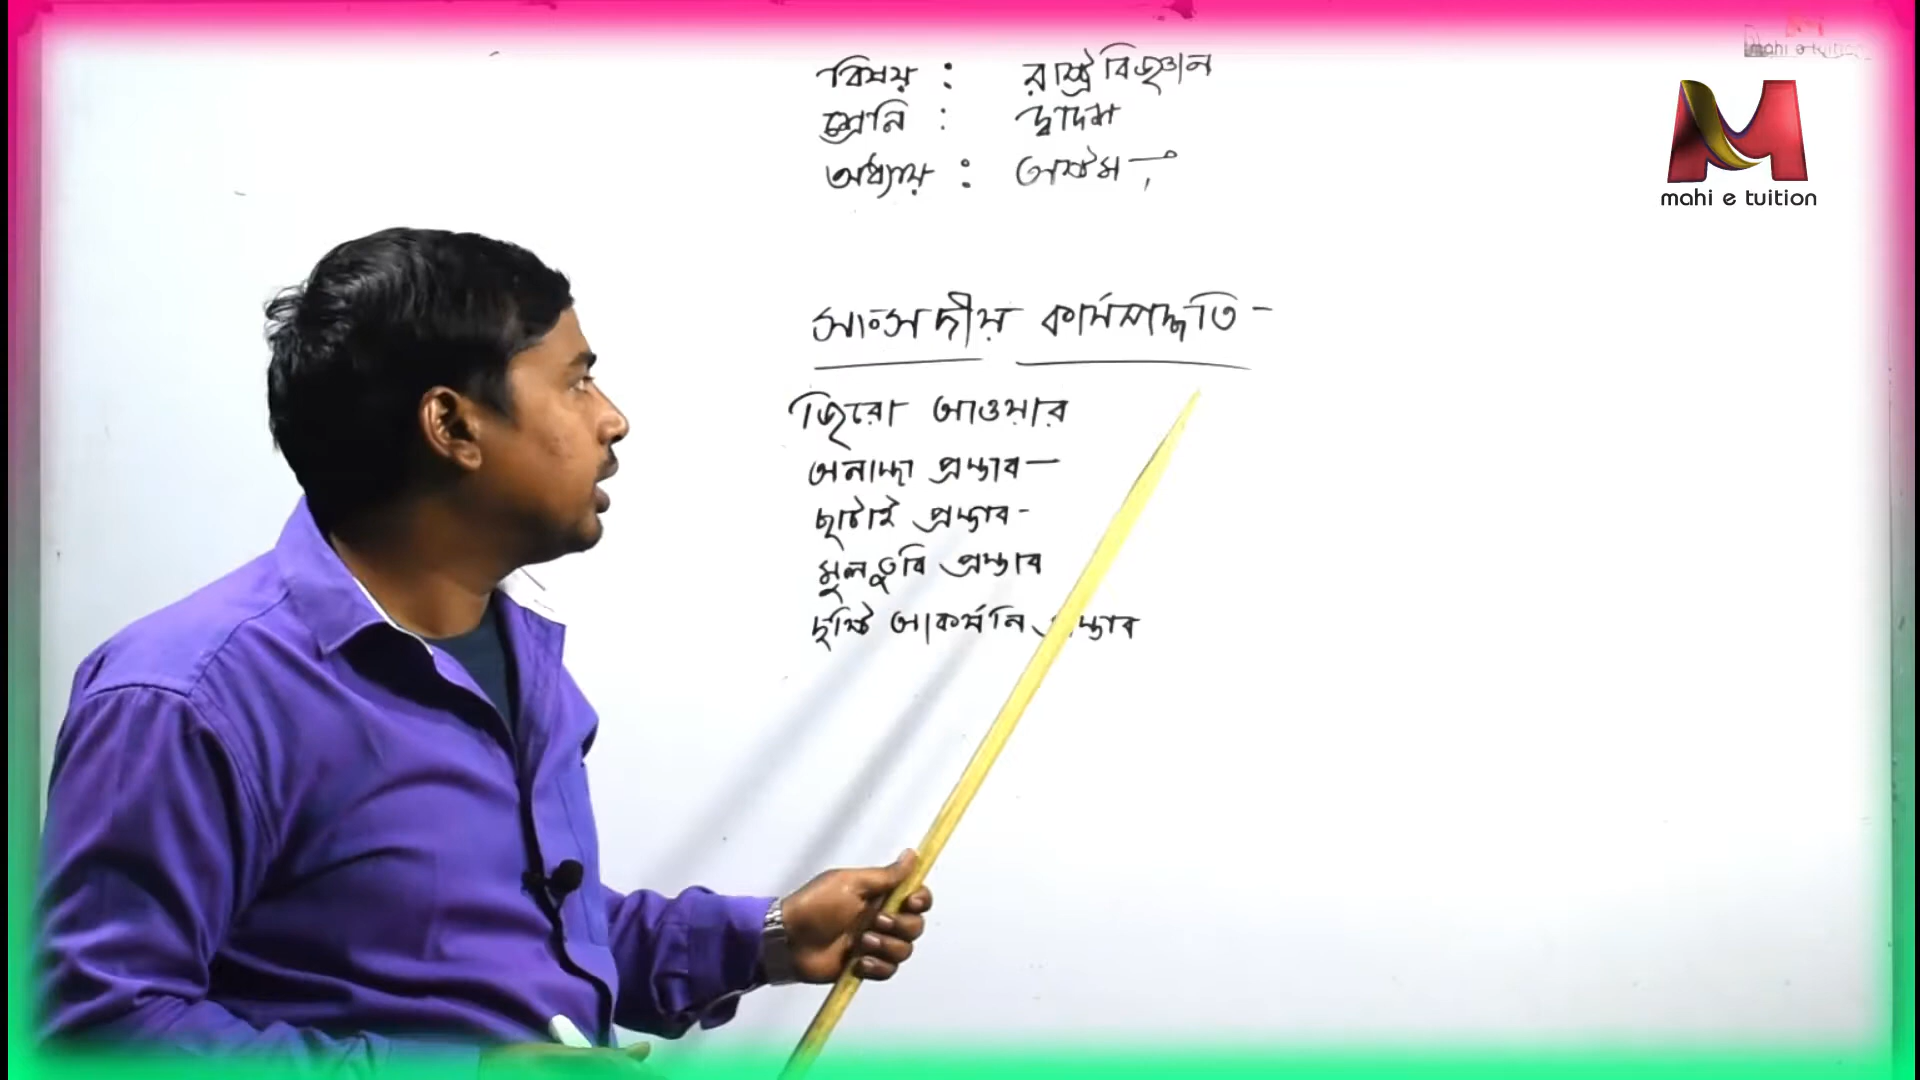 বিষয় : রাষ্ট্রবিজ্ঞান
শ্রেনি : দ্বাদশ
অধ্যায় : অষ্টম
mahi e tuition
সাংসদীয় কার্যপদ্ধতি -
জিরো আওয়ার
অনাস্থা প্রস্তাব —
ছাটাই প্রস্তাব -
মুলতুবি প্রস্তাব
দৃষ্টি আকর্ষনি প্রস্তাব